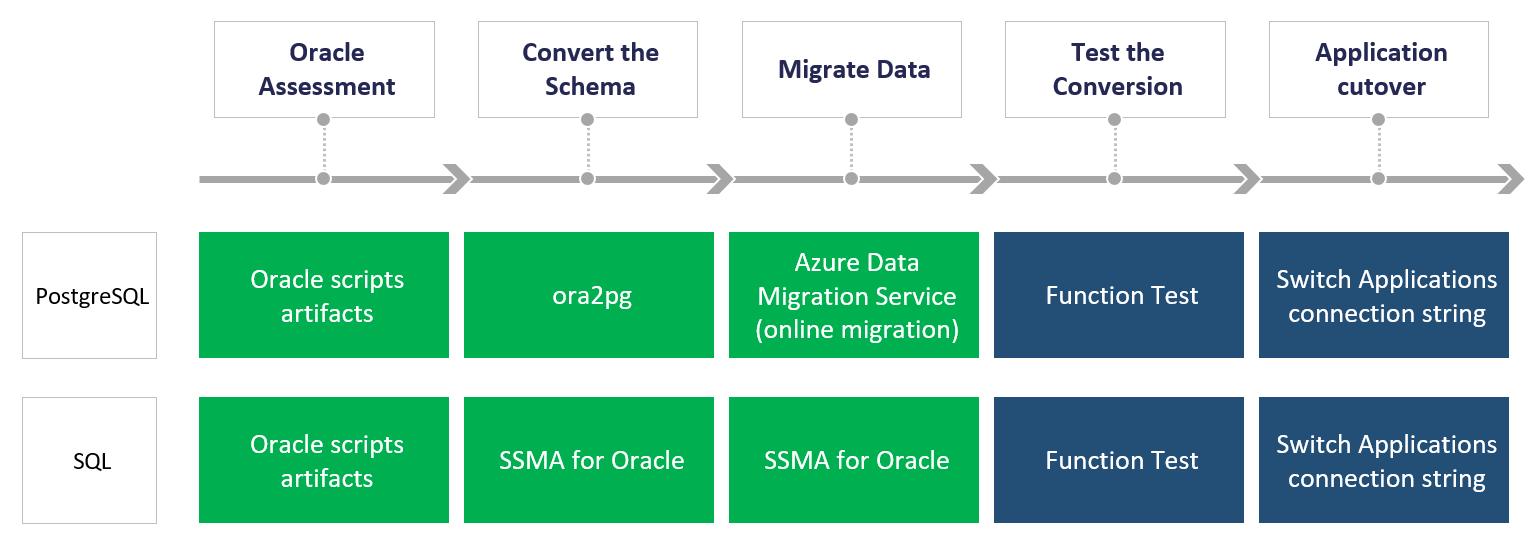 Oracle
Assessment
Convert the
Schema
Migrate Data
Test the
Conversion
Application
cutover
PostgreSQL
Oracle scripts
artifacts
ora2pg
Azure Data
Migration Service
(online migration)
Function Test
Switch Applications
connection string
SQL
Oracle scripts
artifacts
SSMA for Oracle
SSMA for Oracle
Function Test
Switch Applications
connection string